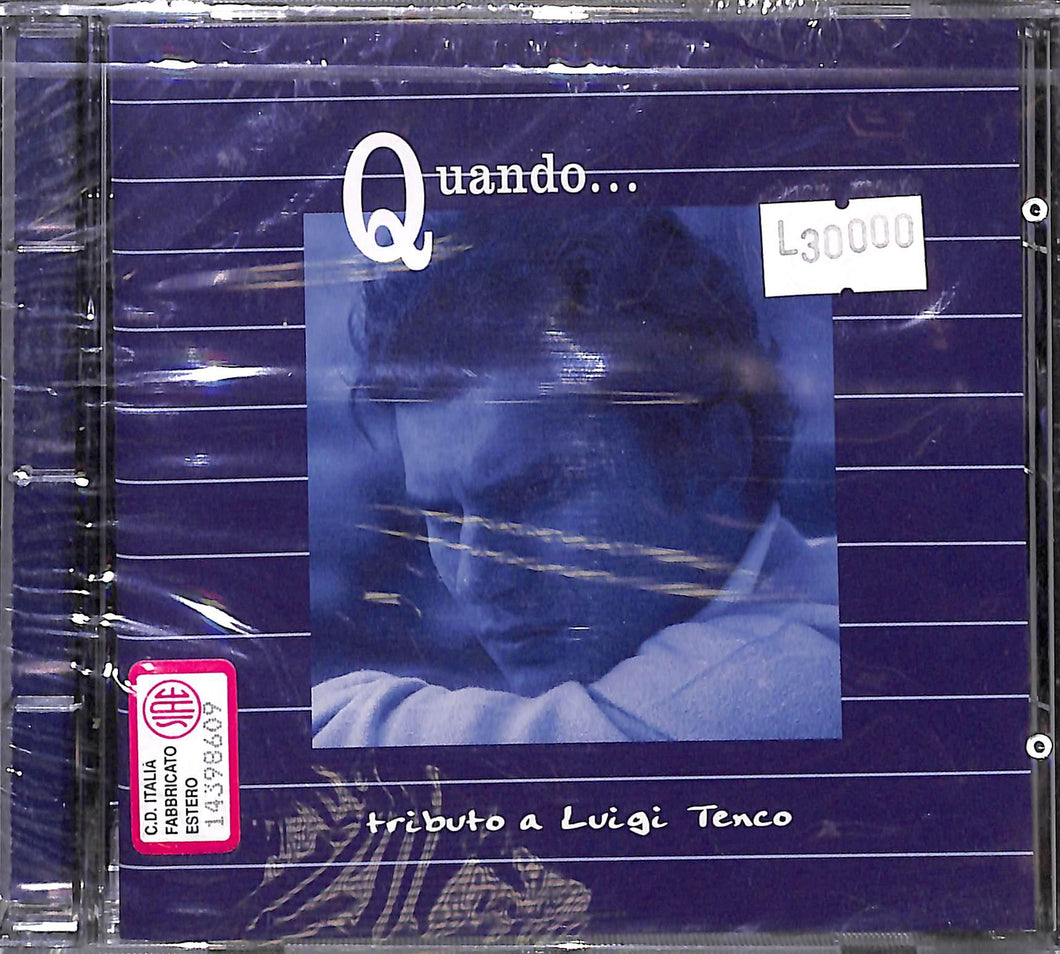 Quando...
L30000
SIAE
C.D. ITALIA
FABBRICATO
ESTERO
14398609
tributo a Luigi Tenco